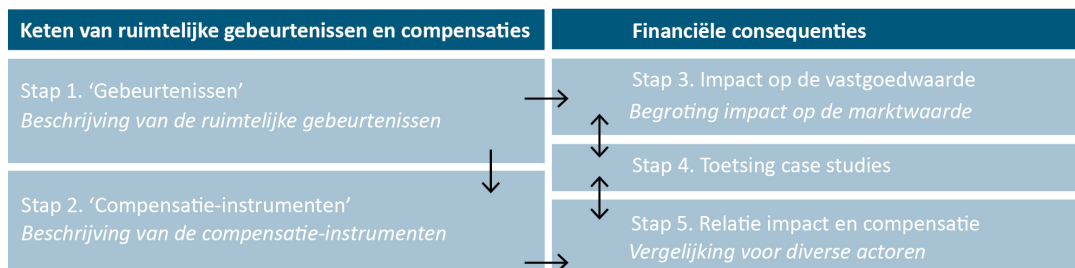 Keten van ruimtelijke gebeurtenissen en compensaties
Stap 1. ‘Gebeurtenissen’
Beschrijving van de ruimtelijke gebeurtenissen
Stap 2. ‘Compensatie-instrumenten’
Beschrijving van de compensatie-instrumenten
Financiële consequenties
Stap 3. Impact op de vastgoedwaarde
Begroting impact op de marktwaarde
Stap 4. Toetsing case studies
Stap 5. Relatie impact en compensatie
Vergelijking voor diverse actoren